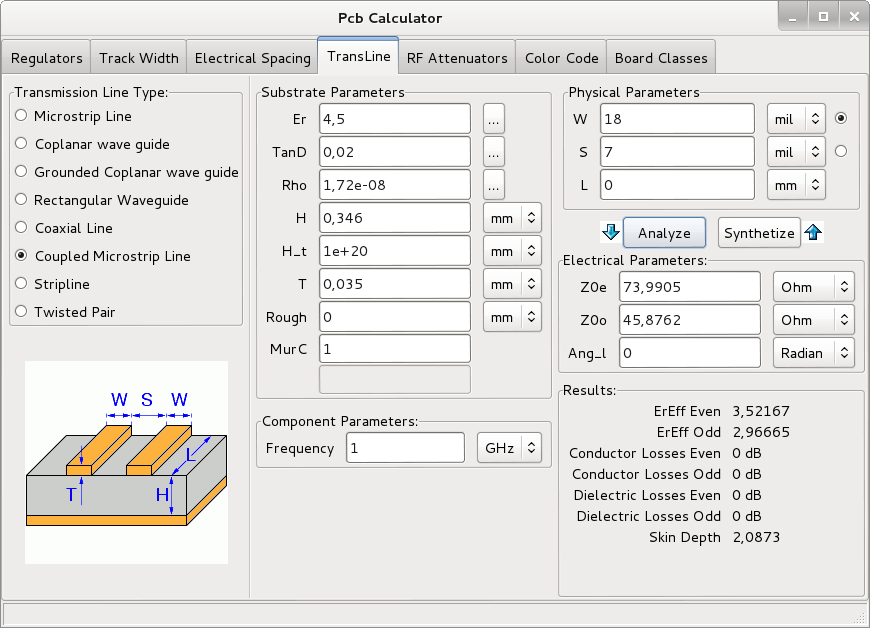 Pcb Calculator
Regulators Track Width Electrical Spacing TransLine RF Attenuators Color Code Board Classes
Transmission Line Type:
Microstrip Line
Coplanar wave guide
Grounded Coplanar wave guide
Rectangular Waveguide
Coaxial Line
Coupled Microstrip Line
Stripline
Twisted Pair
W S W
L
T H
Substrate Parameters
Er 4,5 ...
TanD 0,02 ...
Rho 1,72e-08 ...
H 0,346 mm
H_t 1e+20 mm
T 0,035 mm
Rough 0 mm
MurC 1
Component Parameters:
Frequency 1 GHz
Physical Parameters
W 18 mil
S 7 mil
L 0 mm
Analyze Synthetize
Electrical Parameters:
Z0e 73,9905 Ohm
Z0o 45,8762 Ohm
Ang_l 0 Radian
Results:
ErEff Even 3,52167
ErEff Odd 2,96665
Conductor Losses Even 0 dB
Conductor Losses Odd 0 dB
Dielectric Losses Even 0 dB
Dielectric Losses Odd 0 dB
Skin Depth 2,0873